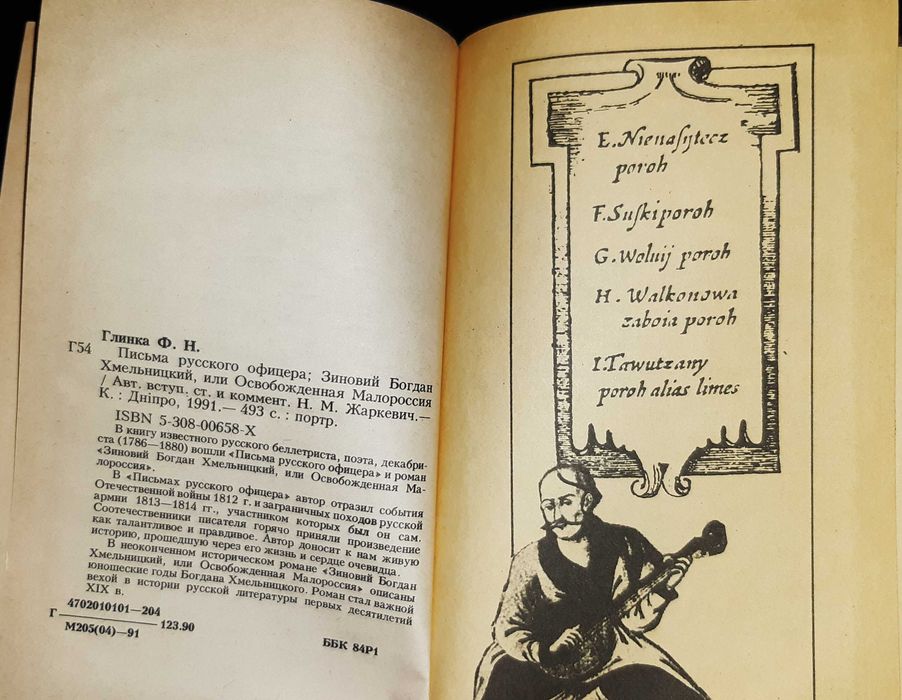 Глинка Ф. Н.
Г54
Письма русского офицера; Зиновий Богдан
Хмельницкий, или Освобожденная Малороссия
/ Авт. вступ. ст. и коммент. Н. М. Жаркевич.—
К. : Дніпро, 1991.— 493 с. : портр.
ISBN 5-308-00658-X
В книгу известного русского беллетриста, поэта, декабри-
ста (1786—1880) вошли «Письма русского офицера» и роман
«Зиновий Богдан Хмельницкий, или Освобожденная Ма-
лороссия».
В «Письмах русского офицера» автор отразил события
Отечественной войны 1812 г. и заграничных походов русской
армии 1813—1814 гг., участником которых был он сам.
Соотечественники писателя горячо приняли произведение
как талантливое и правдивое. Автор доносит к нам живую
историю, прошедшую через его жизнь и сердце очевидца.
В неоконченном историческом романе «Зиновий Богдан
Хмельницкий, или Освобожденная Малороссия» описаны
юношеские годы Богдана Хмельницкого. Роман стал важной
вехой в истории русской литературы первых десятилетий
XIX в.
Г 4702010101—204
М205(04)—91
—123.90
ББК 84Р1
E. Nienaſytecz
poroh
F. Suſki poroh
G. Woluij poroh
H. Walkonowa
zaboia poroh
I. Tawutzany
poroh alias limes